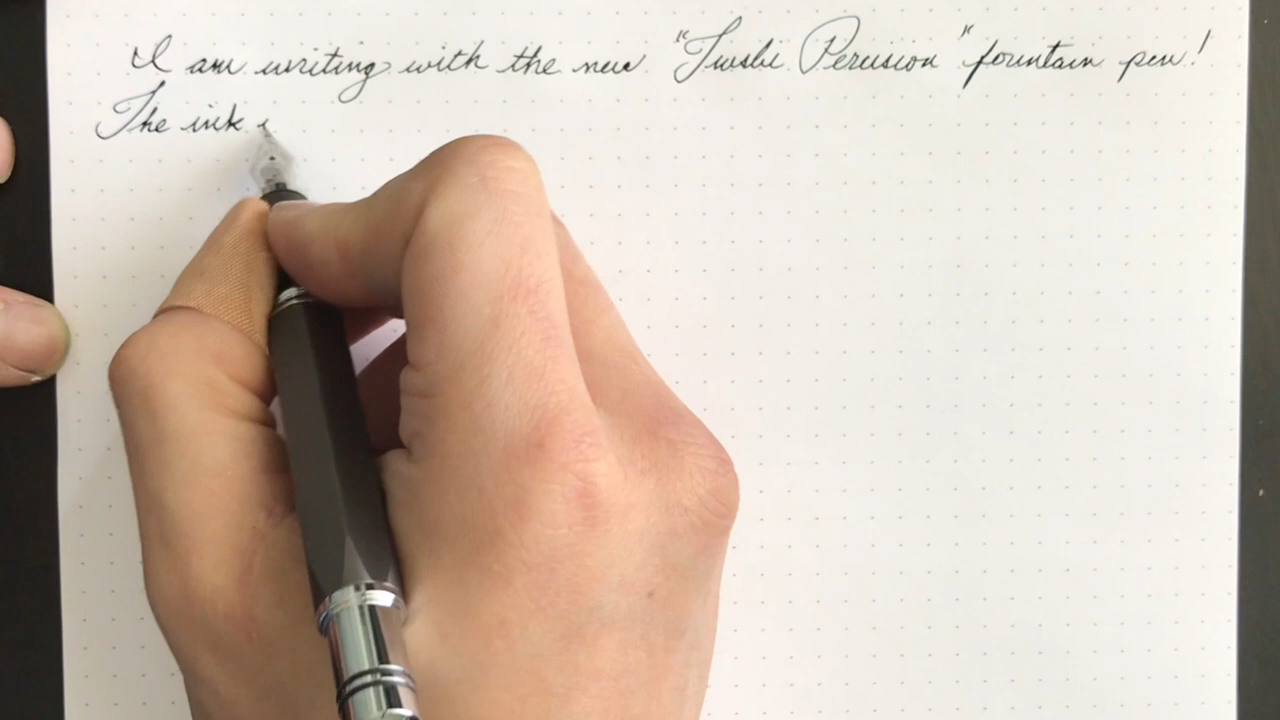 I am writing with the new "Twsbi Precision" fountain pen!
The ink i